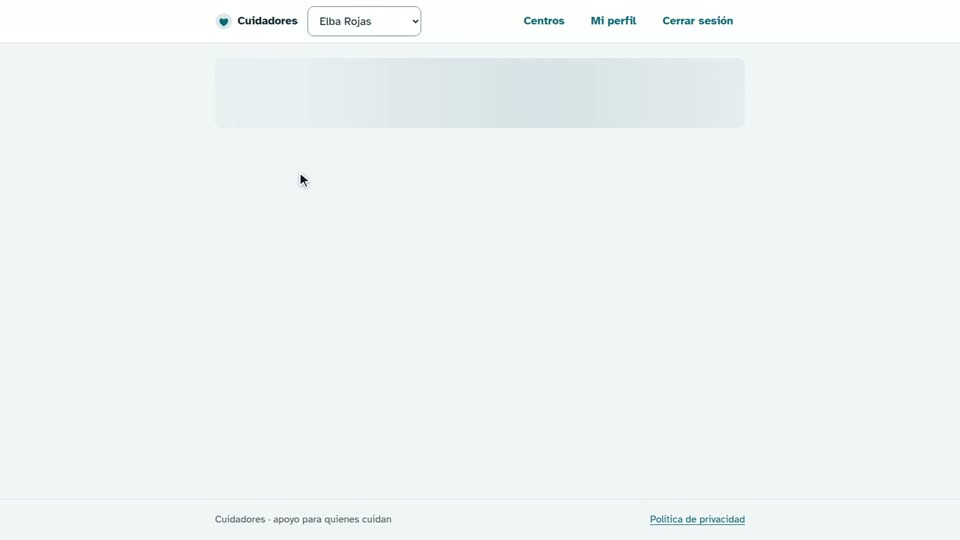 Cuidadores
Elba Rojas
Centros
Mi perfil
Cerrar sesión
Cuidadores · apoyo para quienes cuidan
Política de privacidad